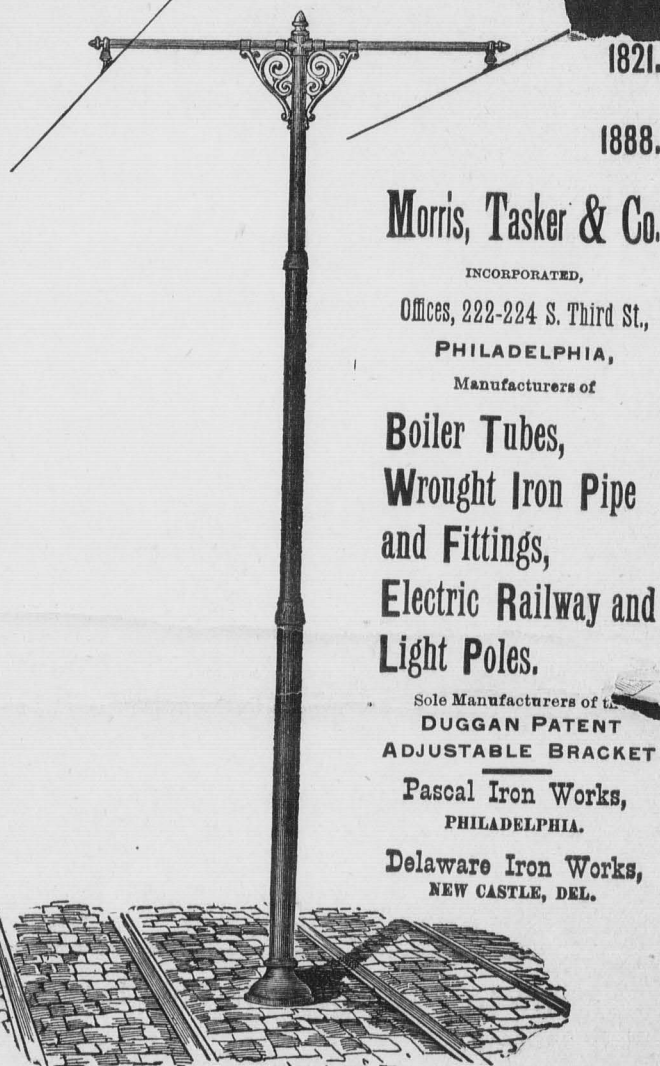 1821.
1888.
Morris, Tasker & Co.
INCORPORATED,
Offices, 222-224 S. Third St.,
PHILADELPHIA,
Manufacturers of
Boiler Tubes,
Wrought Iron Pipe
and Fittings,
Electric Railway and
Light Poles.
Sole Manufacturers of
DUGGAN PATENT
ADJUSTABLE BRACKET
Pascal Iron Works,
PHILADELPHIA.
Delaware Iron Works,
NEW CASTLE, DEL.